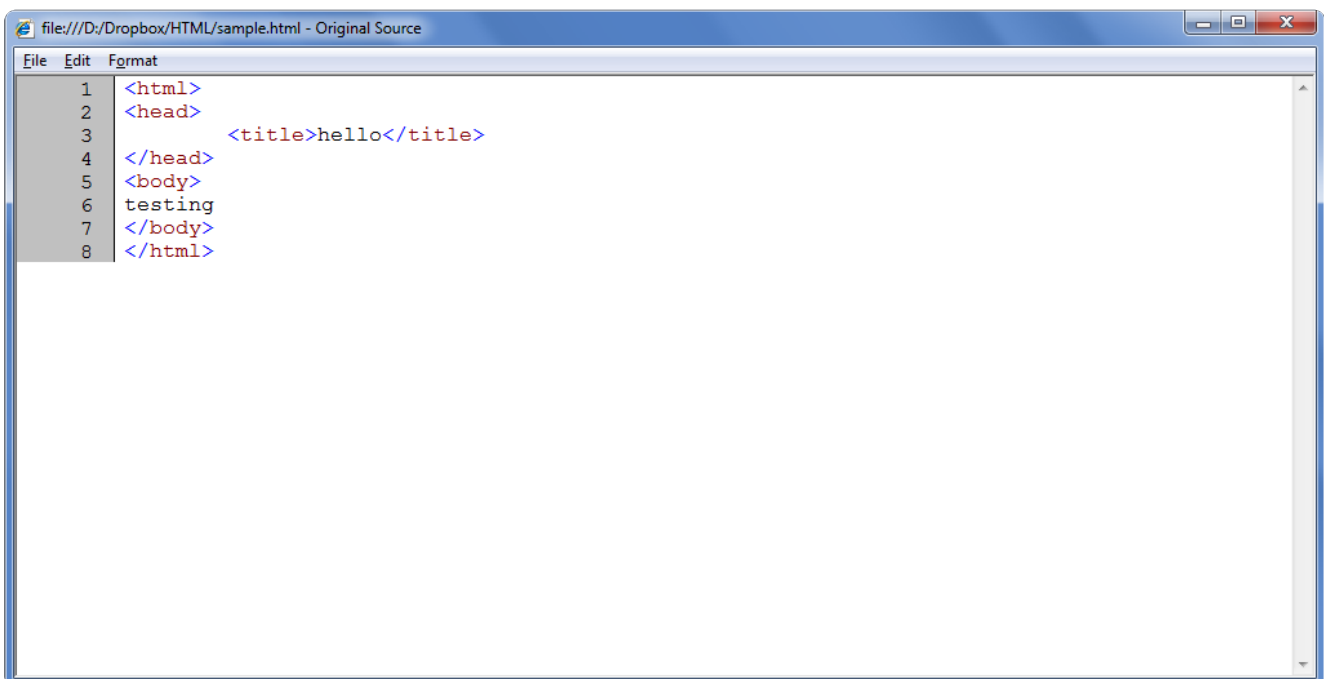 file:///D:/Dropbox/HTML/sample.html - Original Source
File Edit Format
1 <html>
2 <head>
3 <title>hello</title>
4 </head>
5 <body>
6 testing
7 </body>
8 </html>